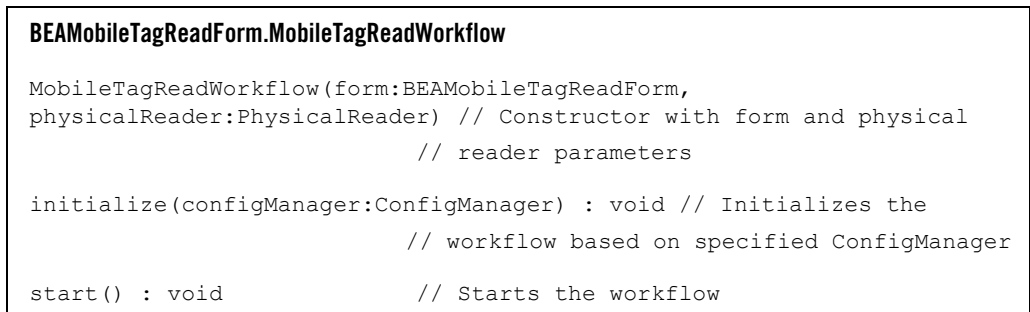 BEAMobileTagReadForm.MobileTagReadWorkflow
MobileTagReadWorkflow(form:BEAMobileTagReadForm,
physicalReader:PhysicalReader) // Constructor with form and physical
// reader parameters
initialize(configManager:ConfigManager) : void // Initializes the
// workflow based on specified ConfigManager
start() : void // Starts the workflow